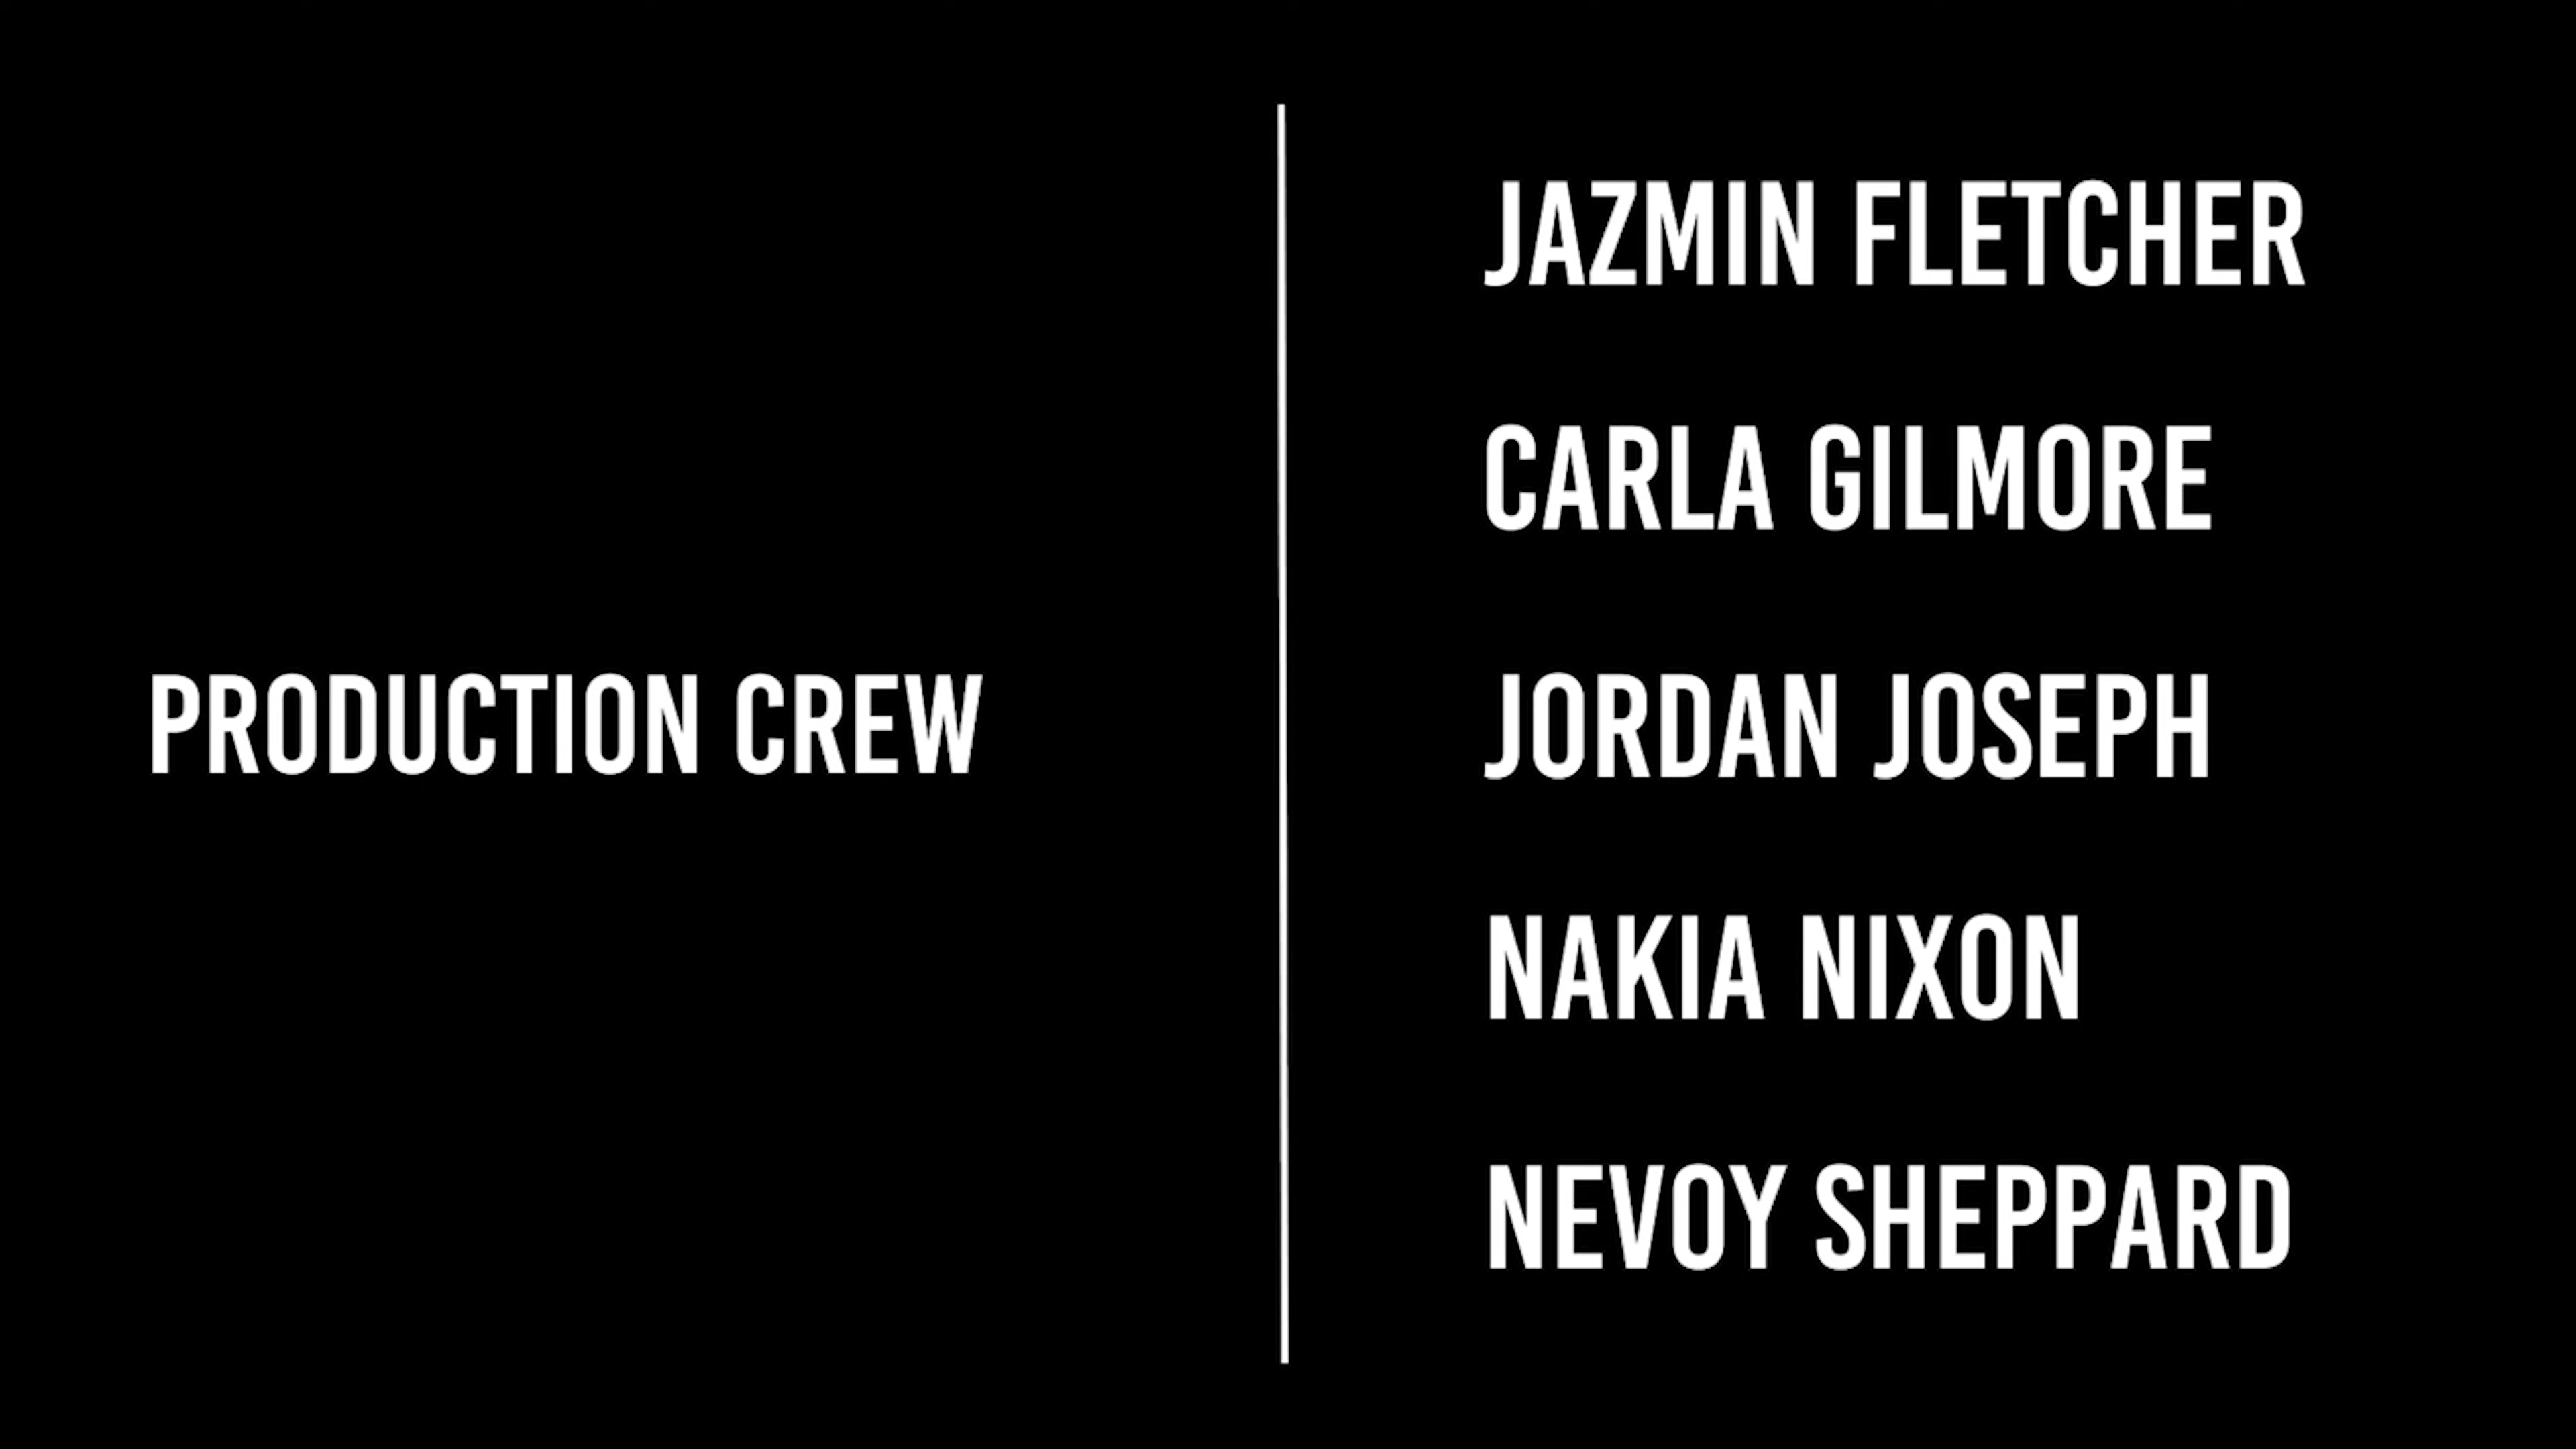 PRODUCTION CREW
JAZMIN FLETCHER
CARLA GILMORE
JORDAN JOSEPH
NAKIA NIXON
NEVOY SHEPPARD